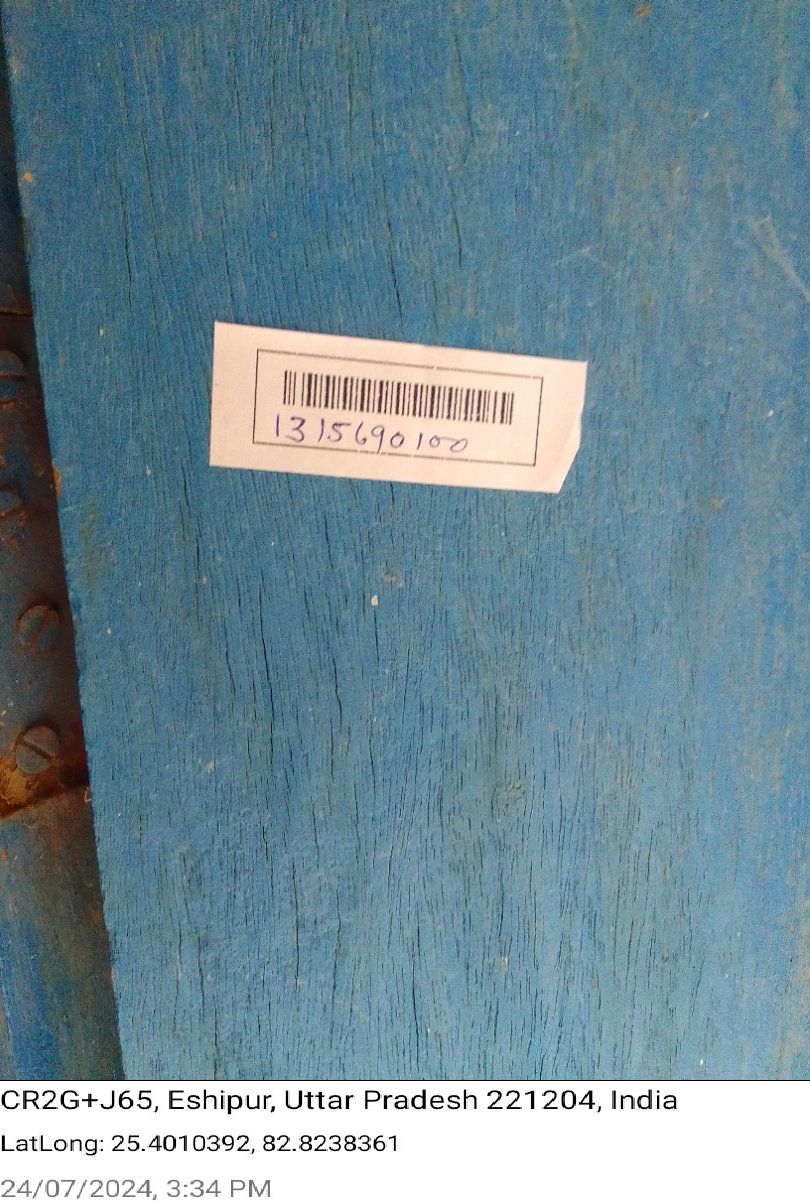 1315690100
CR2G+J65, Eshipur, Uttar Pradesh 221204, India
LatLong: 25.4010392, 82.8238361
24/07/2024, 3:34 PM